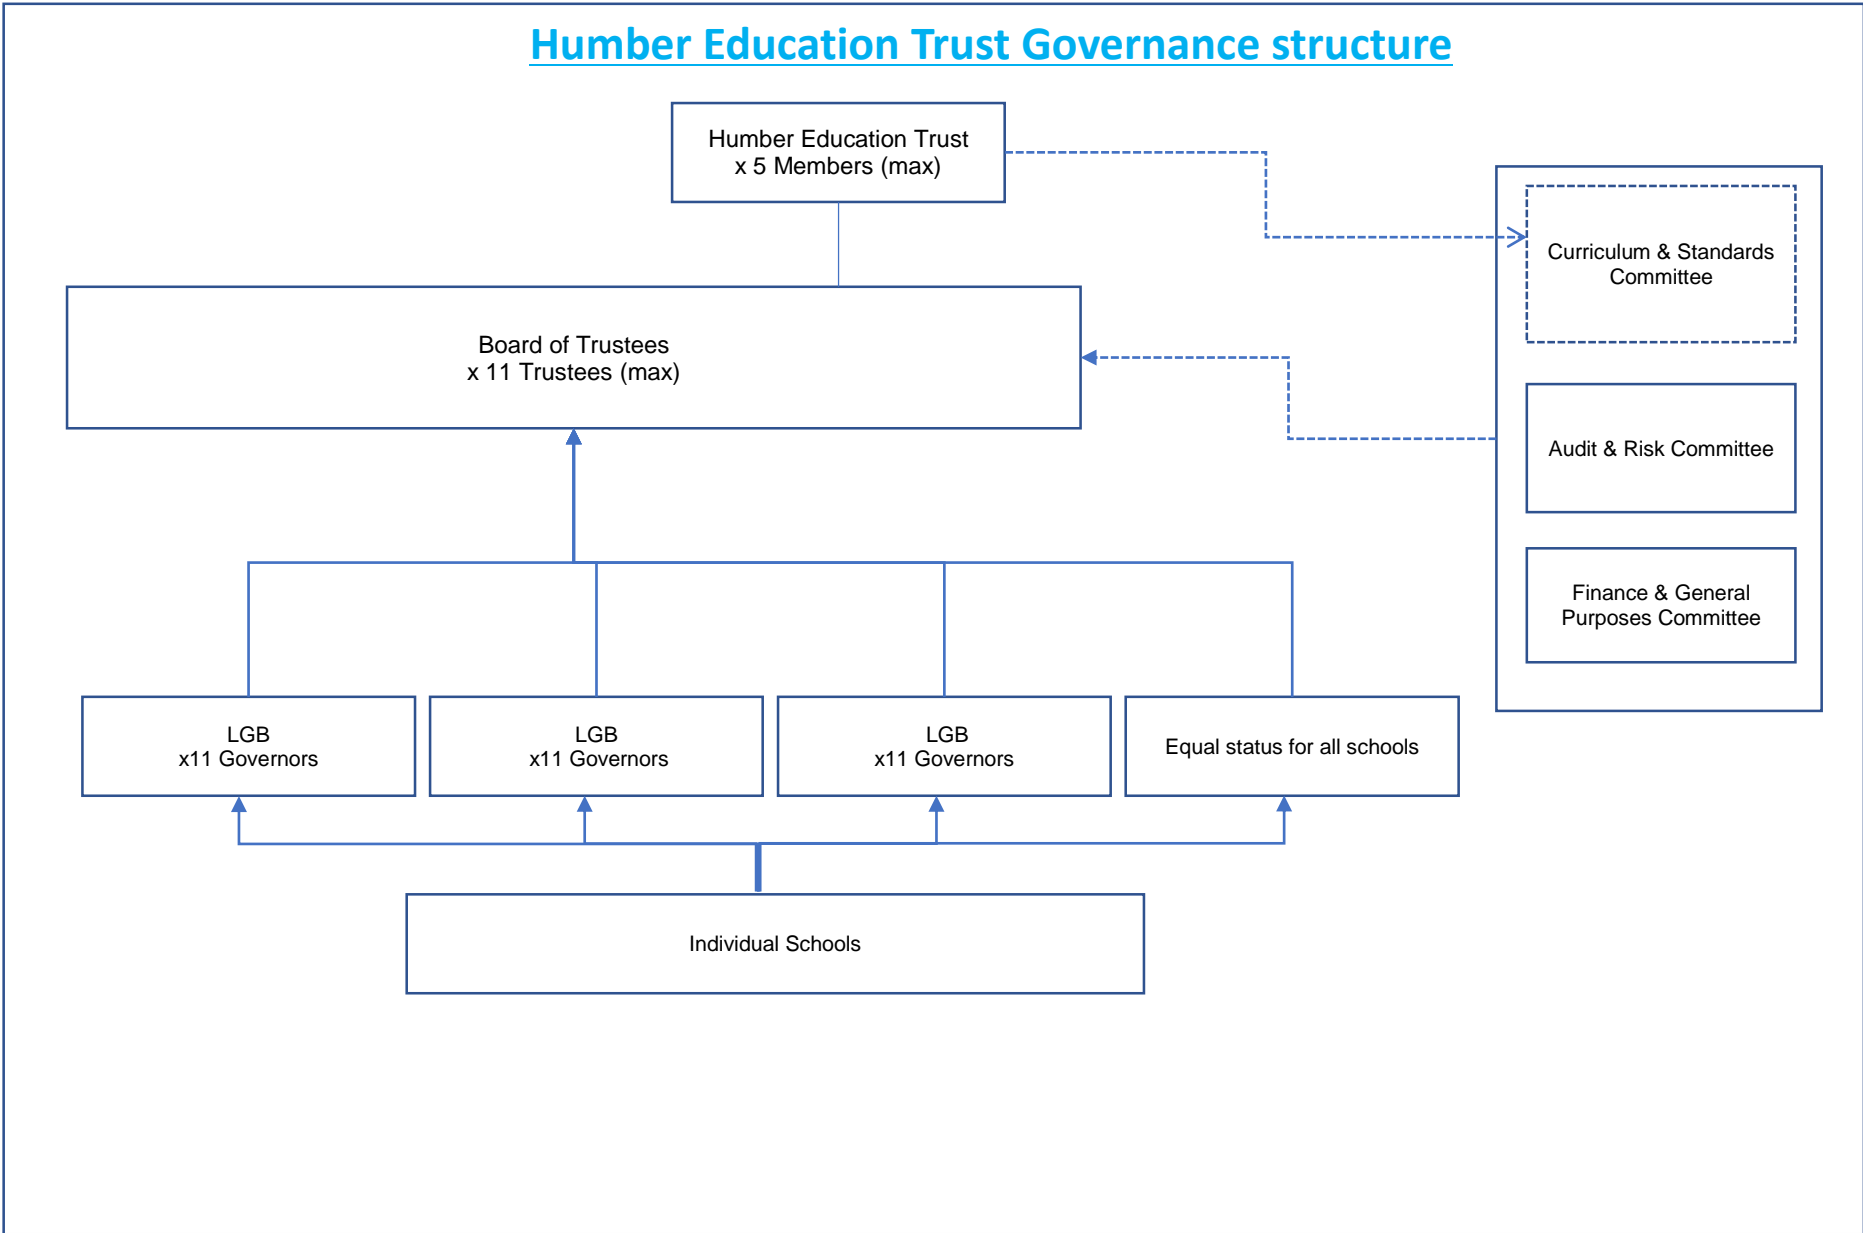 Humber Education Trust Governance structure
Humber Education Trust
x 5 Members (max)
Curriculum & Standards
Committee
Board of Trustees
x 11 Trustees (max)
Audit & Risk Committee
Finance & General
Purposes Committee
LGB
x11 Governors
LGB
x11 Governors
LGB
x11 Governors
Equal status for all schools
Individual Schools